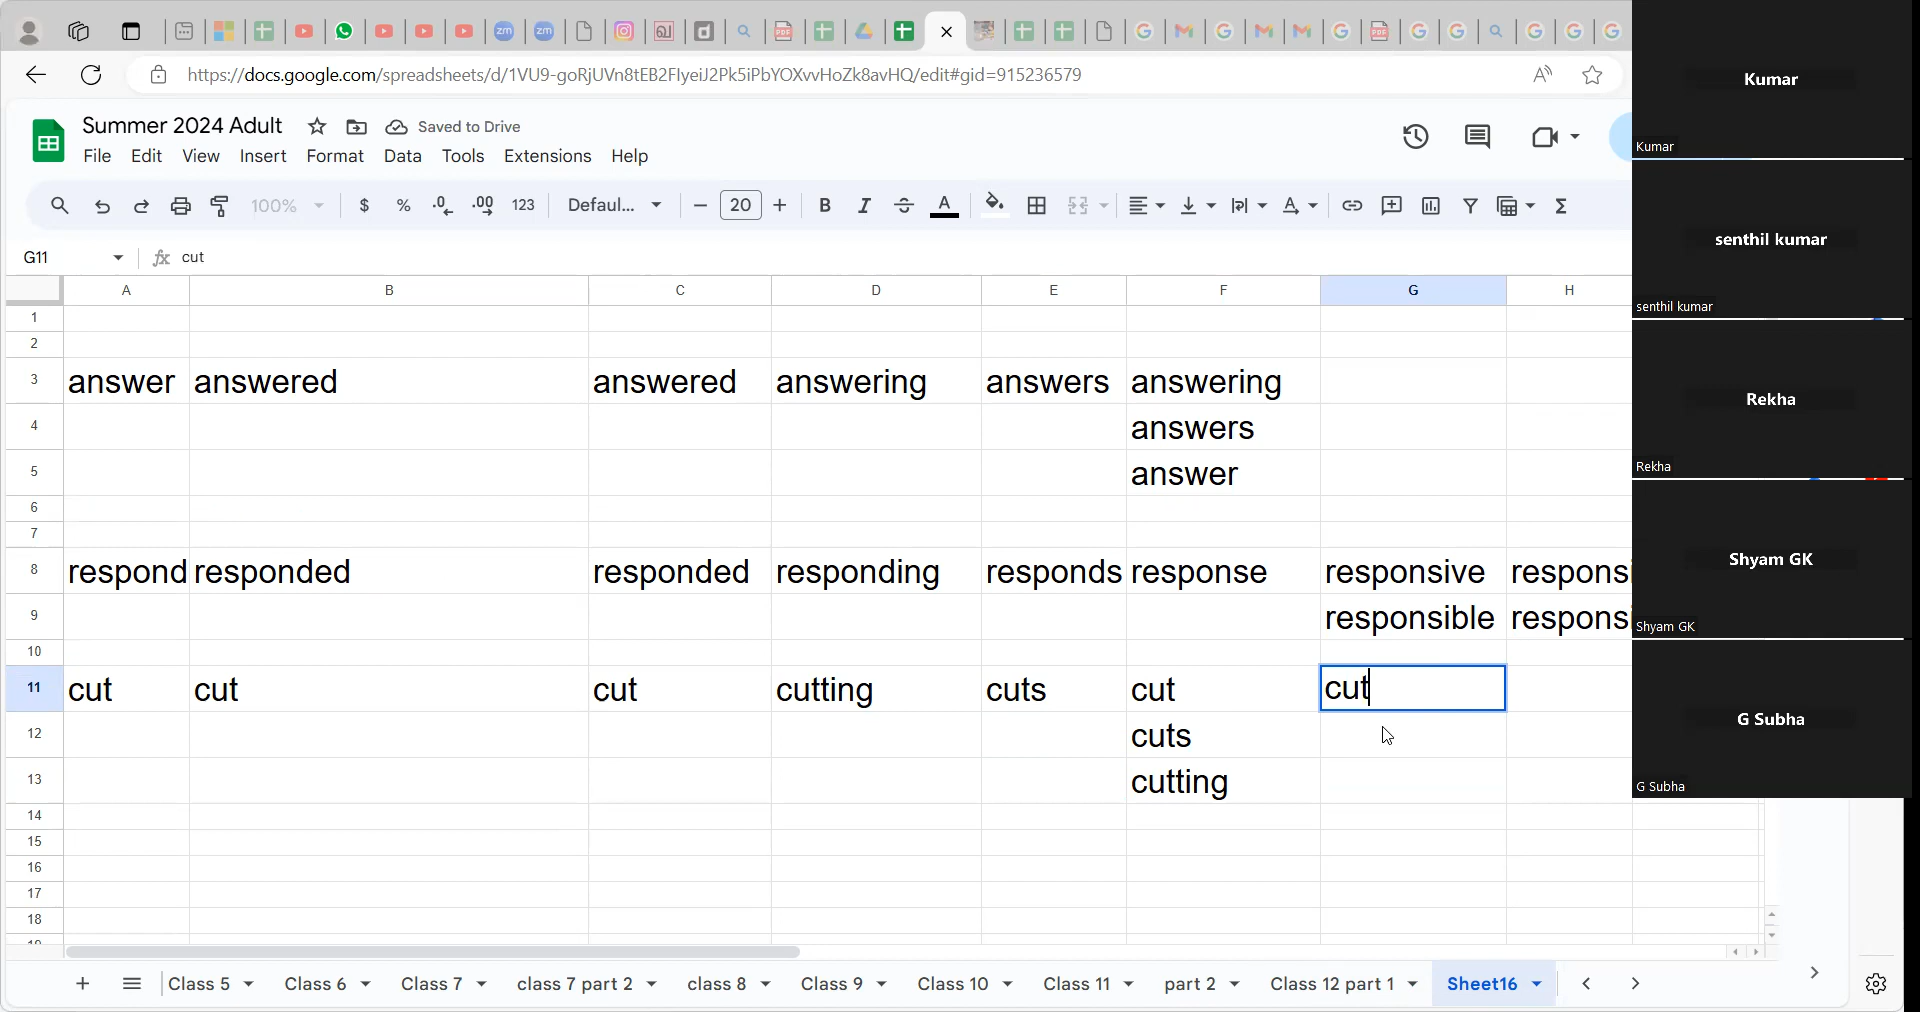 https://docs.google.com/spreadsheets/d/1VU9-goRjUVn8tEB2FlyeiJ2Pk5iPbYOXvvHoZk8avHQ/edit#gid=915236579
Summer 2024 Adult Saved to Drive
File Edit View Insert Format Data Tools Extensions Help
100% $ % .0 .00 123 Defaul... 20 B I A
G11 fx cut
A B C D E F G H
1
2
3 answer answered answered answering answers answering
4 answers
5 answer
6
7
8 respond responded responded responding responds response responsive responsi
9 responsible responsi
10
11 cut cut cut cutting cuts cut cut
12 cuts
13 cutting
14
15
16
17
18
19
Class 5 Class 6 Class 7 class 7 part 2 class 8 Class 9 Class 10 Class 11 part 2 Class 12 part 1 Sheet16
Kumar
Kumar
senthil kumar
senthil kumar
Rekha
Rekha
Shyam GK
Shyam GK
G Subha
G Subha